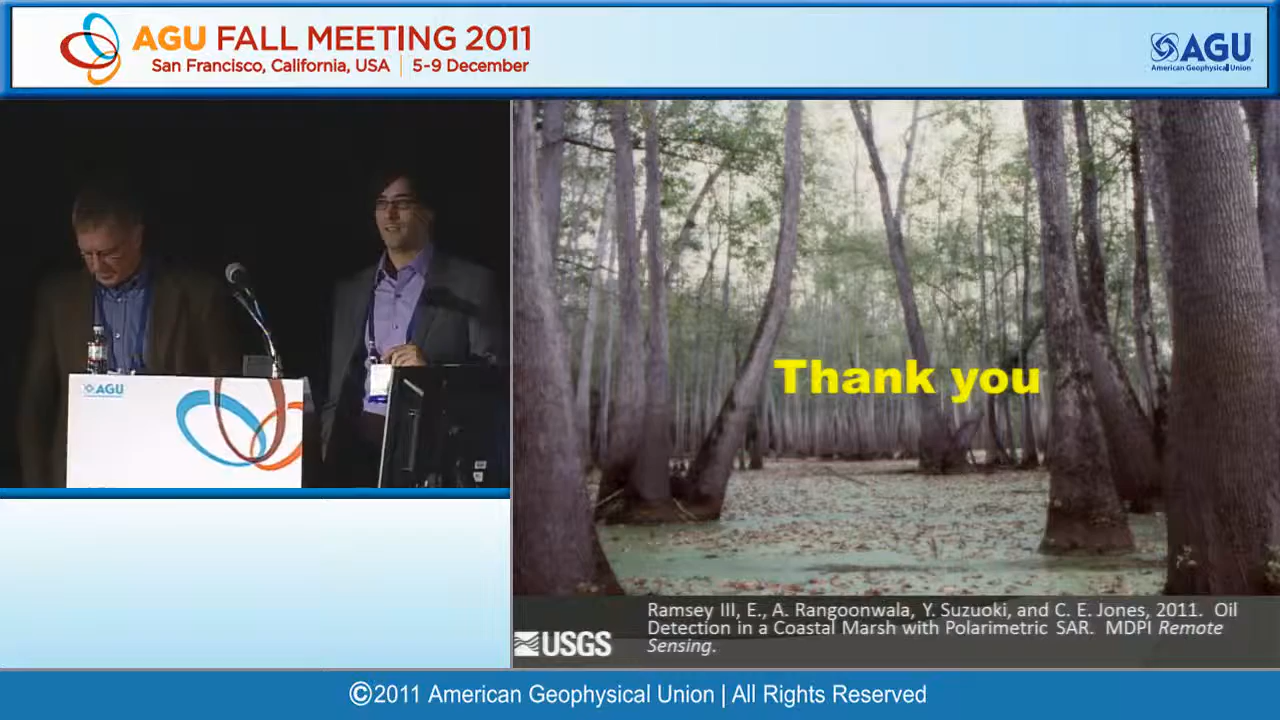 AGU FALL MEETING 2011
San Francisco, California, USA | 5-9 December
AGU
American Geophysical Union
AGU
Thank you
Ramsey III, E., A. Rangoonwala, Y. Suzuoki, and C. E. Jones, 2011. Oil
Detection in a Coastal Marsh with Polarimetric SAR. MDPI Remote
Sensing.
USGS
©2011 American Geophysical Union | All Rights Reserved